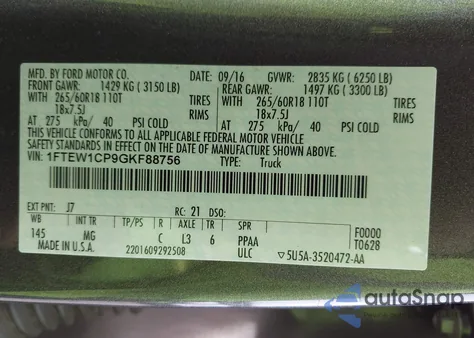 MFD. BY FORD MOTOR CO. DATE: 09/16 GVWR: 2835 KG ( 6250 LB)
FRONT GAWR: 1429 KG ( 3150 LB) REAR GAWR: 1497 KG ( 3300 LB)
WITH 265/60R18 110T TIRES WITH 265/60R18 110T TIRES
18x7.5J RIMS 18x7.5J RIMS
AT 275 kPa/ 40 PSI COLD AT 275 kPa/ 40 PSI COLD
THIS VEHICLE CONFORMS TO ALL APPLICABLE FEDERAL MOTOR VEHICLE
SAFETY STANDARDS IN EFFECT ON THE DATE OF MANUFACTURE SHOWN ABOVE.
VIN: 1FTEW1CP9GKF88756 TYPE: Truck
EXT PNT: J7 RC: 21 DSO:
WB INT TR TP/PS R AXLE TR SPR F0000
145 MG C L3 6 PPAA T0628
MADE IN U.S.A. 2201609292508 ULC 5U5A-3520472-AA
autoSnap